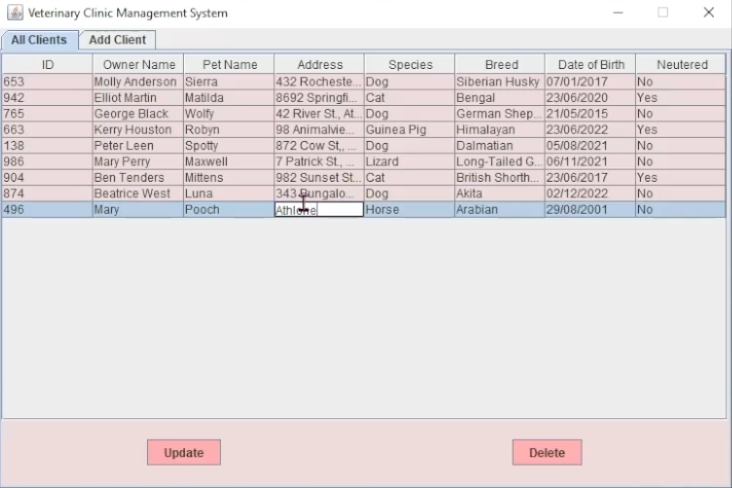 Veterinary Clinic Management System
All Clients Add Client
ID Owner Name Pet Name Address Species Breed Date of Birth Neutered
653 Molly Anderson Sierra 432 Rocheste... Dog Siberian Husky 07/01/2017 No
942 Elliot Martin Matilda 8692 Springfi... Cat Bengal 23/06/2020 Yes
765 George Black Wolfy 42 River St., At... Dog German Shep... 21/05/2015 No
663 Kerry Houston Robyn 98 Animalvie... Guinea Pig Himalayan 23/06/2022 Yes
138 Peter Leen Spotty 872 Cow St,, ... Dog Dalmatian 05/08/2021 No
986 Mary Perry Maxwell 7 Patrick St., ... Lizard Long-Tailed G... 06/11/2021 No
904 Ben Tenders Mittens 982 Sunset St... Cat British Shorth... 23/06/2017 Yes
874 Beatrice West Luna 343 Bungalo... Dog Akita 02/12/2022 No
496 Mary Pooch Athlone Horse Arabian 29/08/2001 No
Update Delete